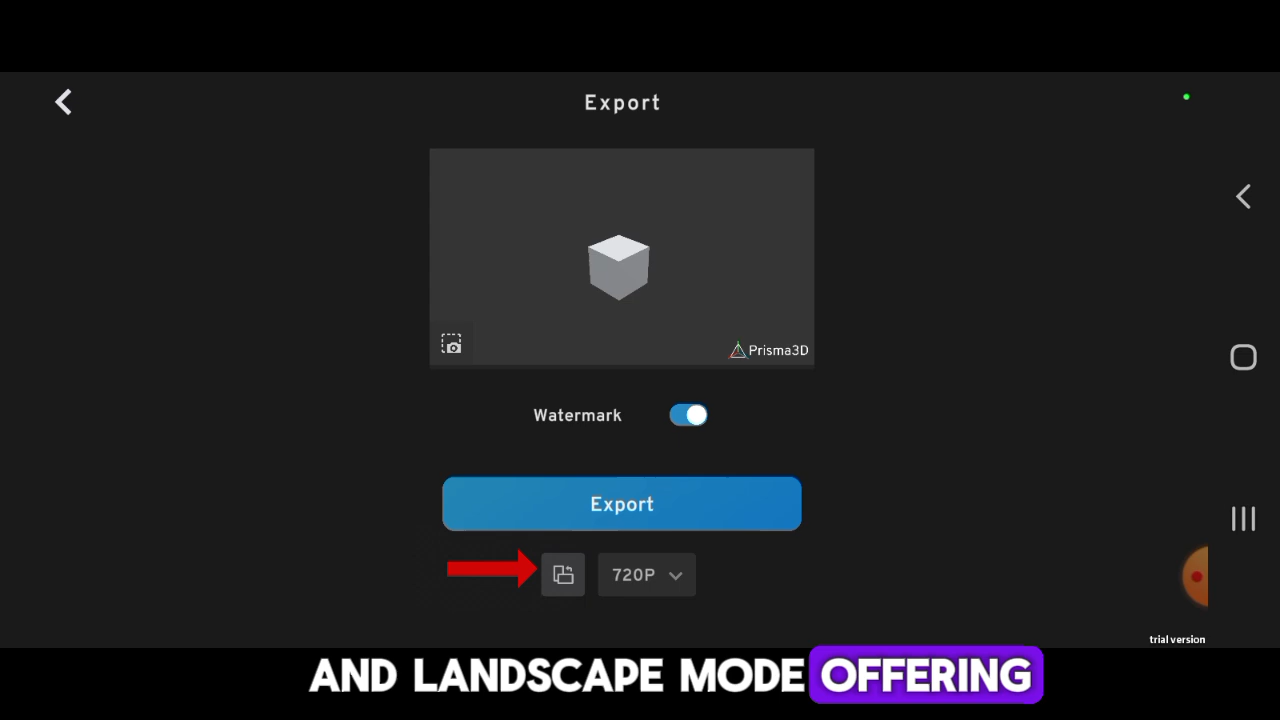 Export
Prisma3D
Watermark
Export
720P
trial version
AND LANDSCAPE MODE OFFERING